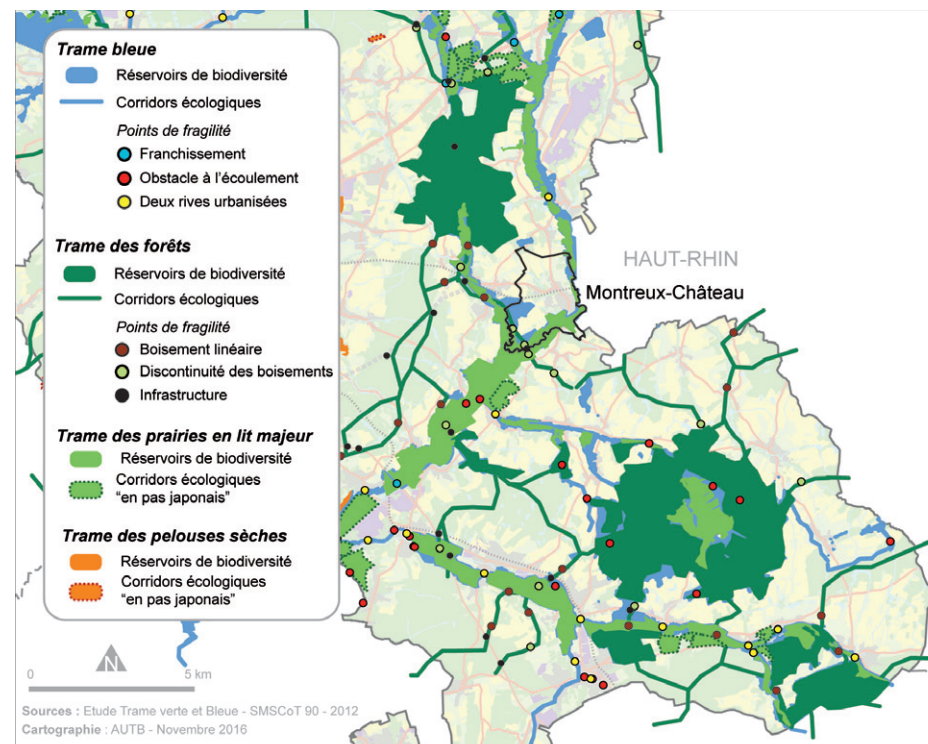 Trame bleue
Réservoirs de biodiversité
Corridors écologiques
Points de fragilité
Franchissement
Obstacle à l'écoulement
Deux rives urbanisées
Trame des forêts
Réservoirs de biodiversité
Corridors écologiques
Points de fragilité
Boisement linéaire
Discontinuité des boisements
Infrastructure
Trame des prairies en lit majeur
Réservoirs de biodiversité
Corridors écologiques
"en pas japonais"
Trame des pelouses sèches
Réservoirs de biodiversité
Corridors écologiques
"en pas japonais"
HAUT-RHIN
Montreux-Château
N
0 5 km
Sources : Etude Trame verte et Bleue - SMSCoT 90 - 2012
Cartographie : AUTB - Novembre 2016